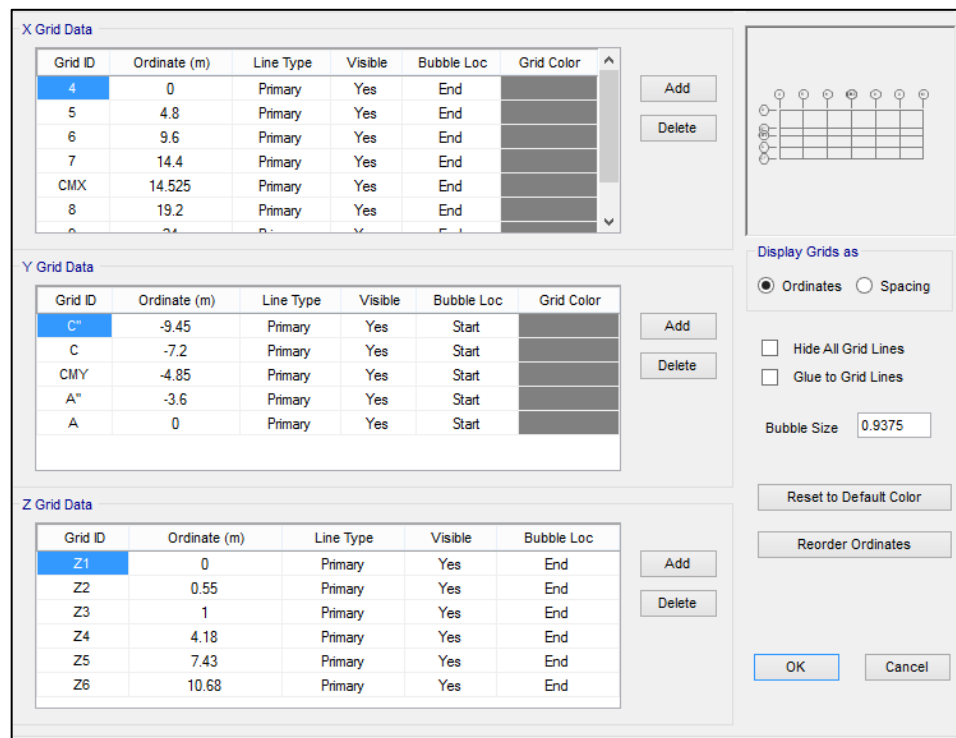 X Grid Data
Grid ID Ordinate (m) Line Type Visible Bubble Loc Grid Color
4 0 Primary Yes End
5 4.8 Primary Yes End
6 9.6 Primary Yes End
7 14.4 Primary Yes End
CMX 14.525 Primary Yes End
8 19.2 Primary Yes End
Add
Delete
Y Grid Data
Grid ID Ordinate (m) Line Type Visible Bubble Loc Grid Color
C" -9.45 Primary Yes Start
C -7.2 Primary Yes Start
CMY -4.85 Primary Yes Start
A" -3.6 Primary Yes Start
A 0 Primary Yes Start
Add
Delete
Z Grid Data
Grid ID Ordinate (m) Line Type Visible Bubble Loc
Z1 0 Primary Yes End
Z2 0.55 Primary Yes End
Z3 1 Primary Yes End
Z4 4.18 Primary Yes End
Z5 7.43 Primary Yes End
Z6 10.68 Primary Yes End
Add
Delete
Display Grids as
Ordinates Spacing
Hide All Grid Lines
Glue to Grid Lines
Bubble Size 0.9375
Reset to Default Color
Reorder Ordinates
OK Cancel